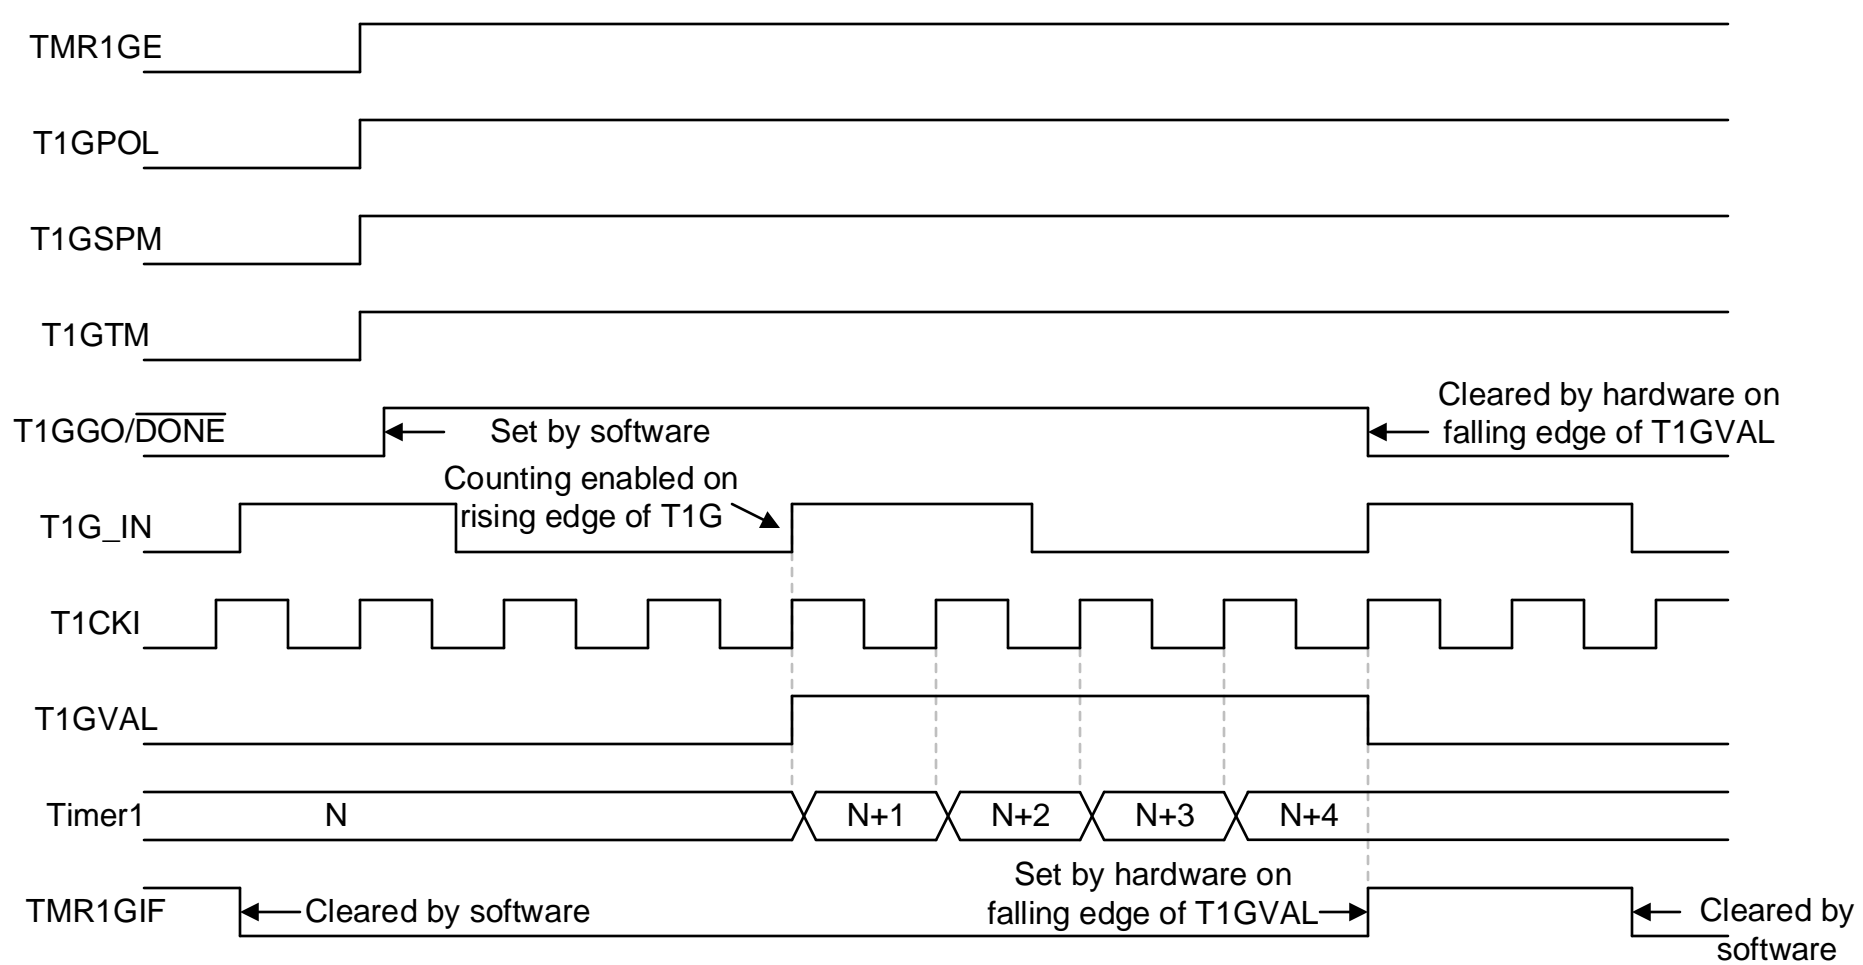 TMR1GE
T1GPOL
T1GSPM
T1GTM
Cleared by hardware on
falling edge of T1GVAL
T1GGO/DONE
Set by software
Counting enabled on
rising edge of T1G
T1G_IN
T1CKI
T1GVAL
Timer1 N N+1 N+2 N+3 N+4
Set by hardware on
falling edge of T1GVAL
TMR1GIF
Cleared by software
Cleared by
software